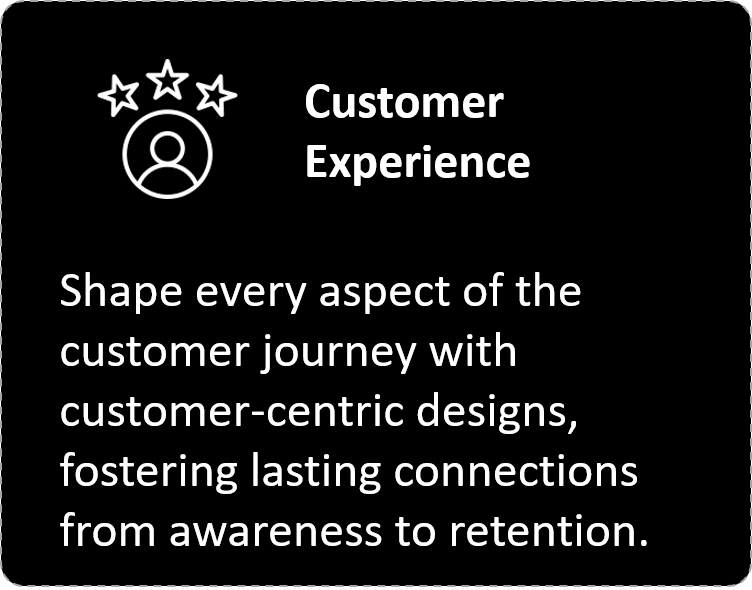 Customer
Experience
Shape every aspect of the
customer journey with
customer-centric designs,
fostering lasting connections
from awareness to retention.